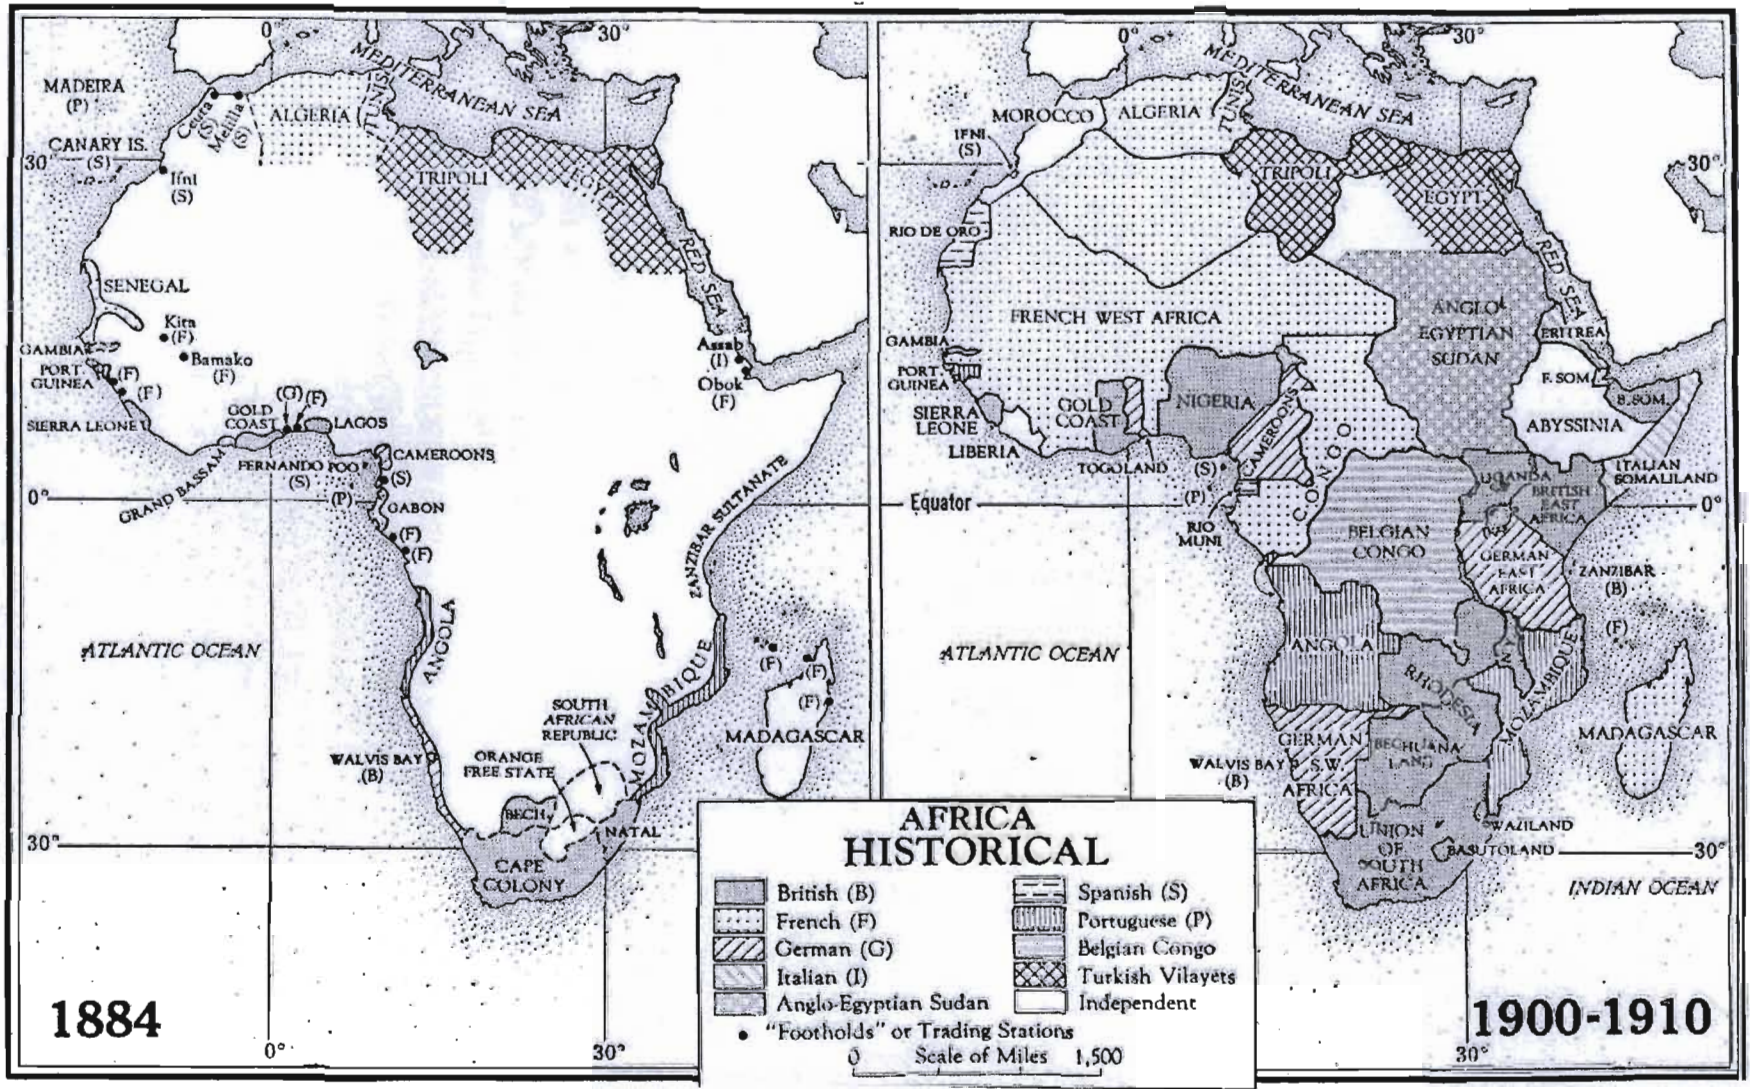 0°
30°
MEDITERRANEAN SEA
MADEIRA
(P)
Ceuta
(S)
Melilla
(S)
ALGERIA
TUNIS
CANARY IS.
(S)
30°
Ifni
(S)
TRIPOLI
EGYPT
RED SEA
SENEGAL
Kita
(F)
GAMBIA
Bamako
(F)
PORT
GUINEA
(F)
(F)
Assab
(I)
Obok
(F)
SIERRA LEONE
GOLD
COAST
(G)
(F)
LAGOS
GRAND BASSAM
FERNANDO POO
(S)
CAMEROONS
(S)
(P)
0°
GABON
(F)
(F)
ZANZIBAR SULTANATE
ATLANTIC OCEAN
ANGOLA
MOZAMBIQUE
(F)
(F)
(F)
MADAGASCAR
SOUTH
AFRICAN
REPUBLIC
ORANGE
FREE STATE
WALVIS BAY
(B)
BECH.
NATAL
30°
CAPE
COLONY
1884
0°
30°
0°
30°
MEDITERRANEAN SEA
MOROCCO
ALGERIA
TUNIS
IFNI
(S)
30°
TRIPOLI
EGYPT
RIO DE ORO
RED SEA
FRENCH WEST AFRICA
ANGLO
EGYPTIAN
SUDAN
ERITREA
GAMBIA
PORT
GUINEA
F. SOM.
B. SOM.
NIGERIA
GOLD
COAST
SIERRA
LEONE
LIBERIA
TOGOLAND
CAMEROONS
CONGO
ABYSSINIA
ITALIAN
SOMALILAND
(S)
(P)
UGANDA
BRITISH
EAST
AFRICA
Equator
0°
RIO
MUNI
BELGIAN
CONGO
GERMAN
EAST
AFRICA
ZANZIBAR
(B)
(F)
ATLANTIC OCEAN
ANGOLA
RHODESIA
MOZAMBIQUE
MADAGASCAR
GERMAN
S.W.
AFRICA
WALVIS BAY
(B)
BECHUANA
LAND
SWAZILAND
BASUTOLAND
30°
UNION
OF
SOUTH
AFRICA
INDIAN OCEAN
1900-1910
30°
AFRICA
HISTORICAL
British (B)
French (F)
German (G)
Italian (I)
Anglo-Egyptian Sudan
Spanish (S)
Portuguese (P)
Belgian Congo
Turkish Vilayets
Independent
"Footholds" or Trading Stations
0 Scale of Miles 1,500